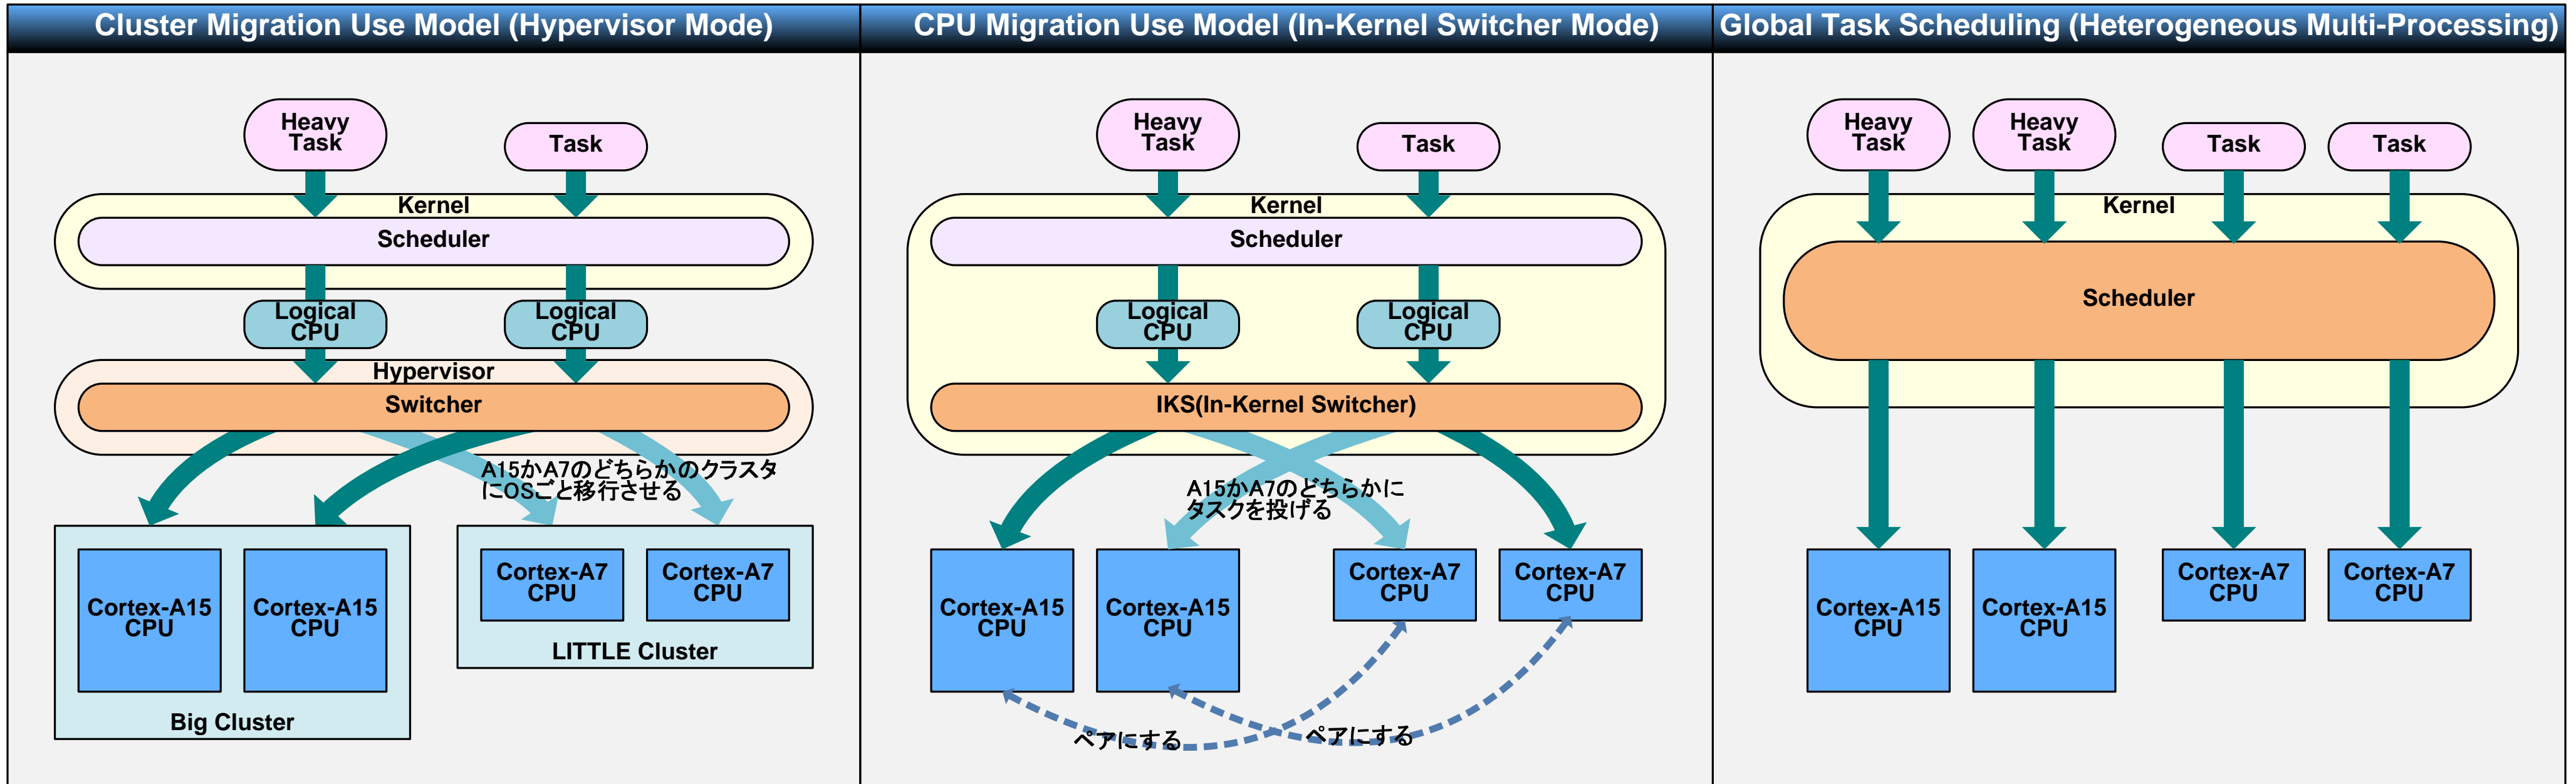 Cluster Migration Use Model (Hypervisor Mode)
Heavy
Task
Task
Kernel
Scheduler
Logical
CPU
Logical
CPU
Hypervisor
Switcher
A15かA7のどちらかのクラスタ
にOSごと移行させる
Cortex-A15
CPU
Cortex-A15
CPU
Big Cluster
Cortex-A7
CPU
Cortex-A7
CPU
LITTLE Cluster
CPU Migration Use Model (In-Kernel Switcher Mode)
Heavy
Task
Task
Kernel
Scheduler
Logical
CPU
Logical
CPU
IKS(In-Kernel Switcher)
A15かA7のどちらかに
タスクを投げる
Cortex-A15
CPU
Cortex-A15
CPU
Cortex-A7
CPU
Cortex-A7
CPU
ペアにする
ペアにする
Global Task Scheduling (Heterogeneous Multi-Processing)
Heavy
Task
Heavy
Task
Task
Task
Kernel
Scheduler
Cortex-A15
CPU
Cortex-A15
CPU
Cortex-A7
CPU
Cortex-A7
CPU